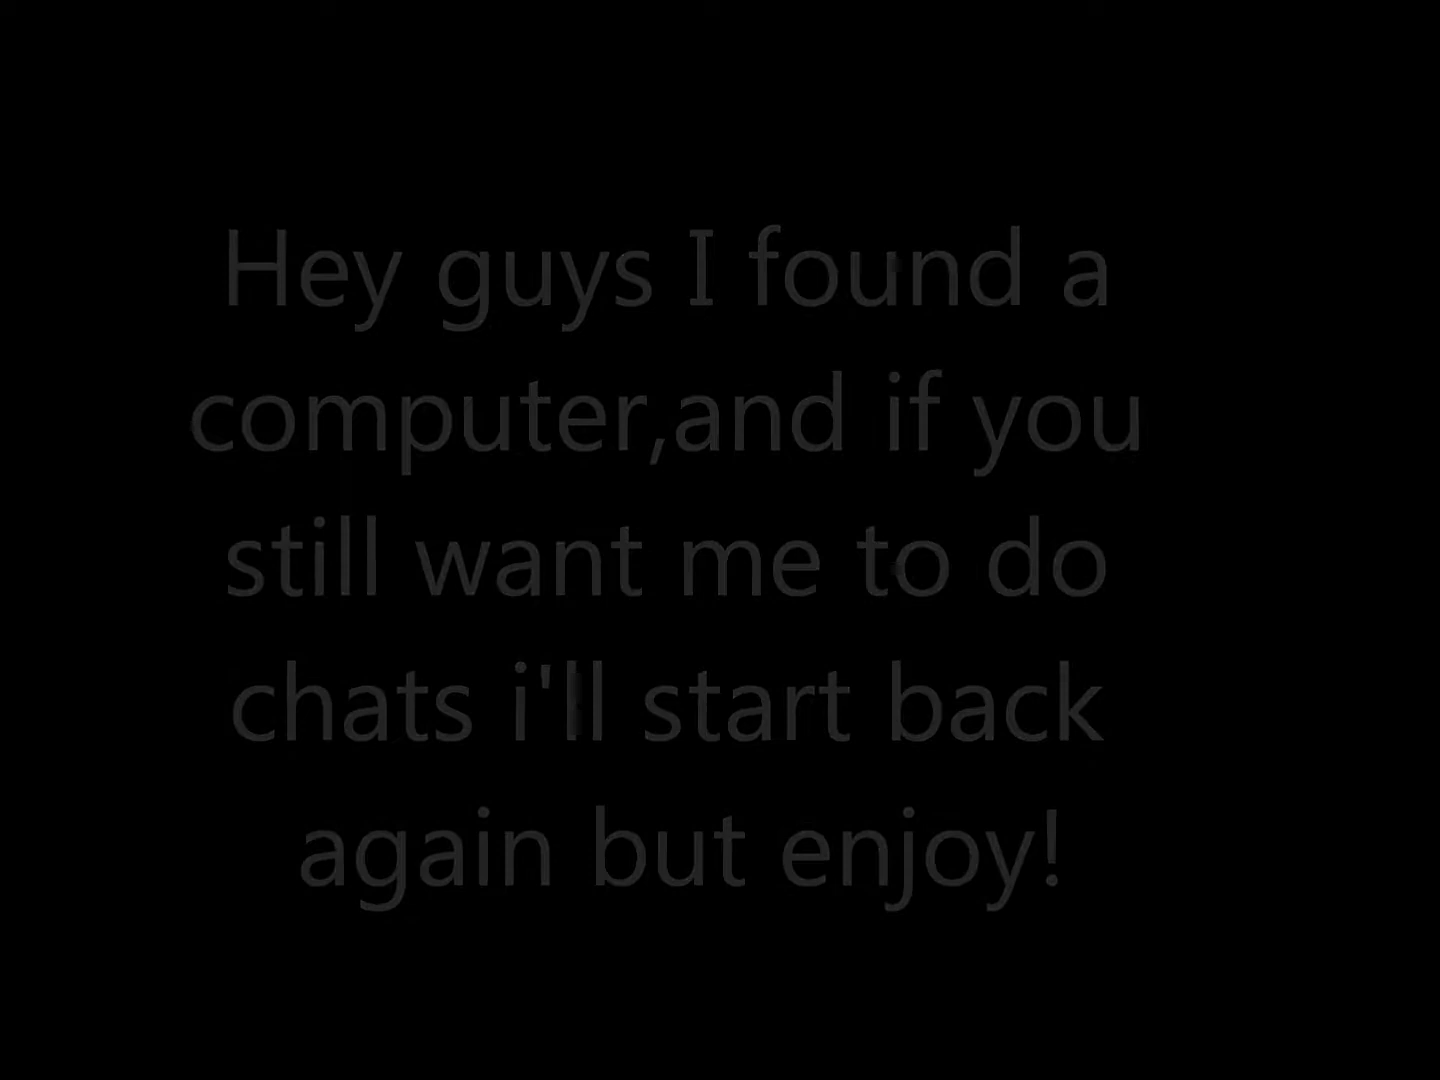 Hey guys I found a
computer,and if you
still want me to do
chats i'll start back
again but enjoy!